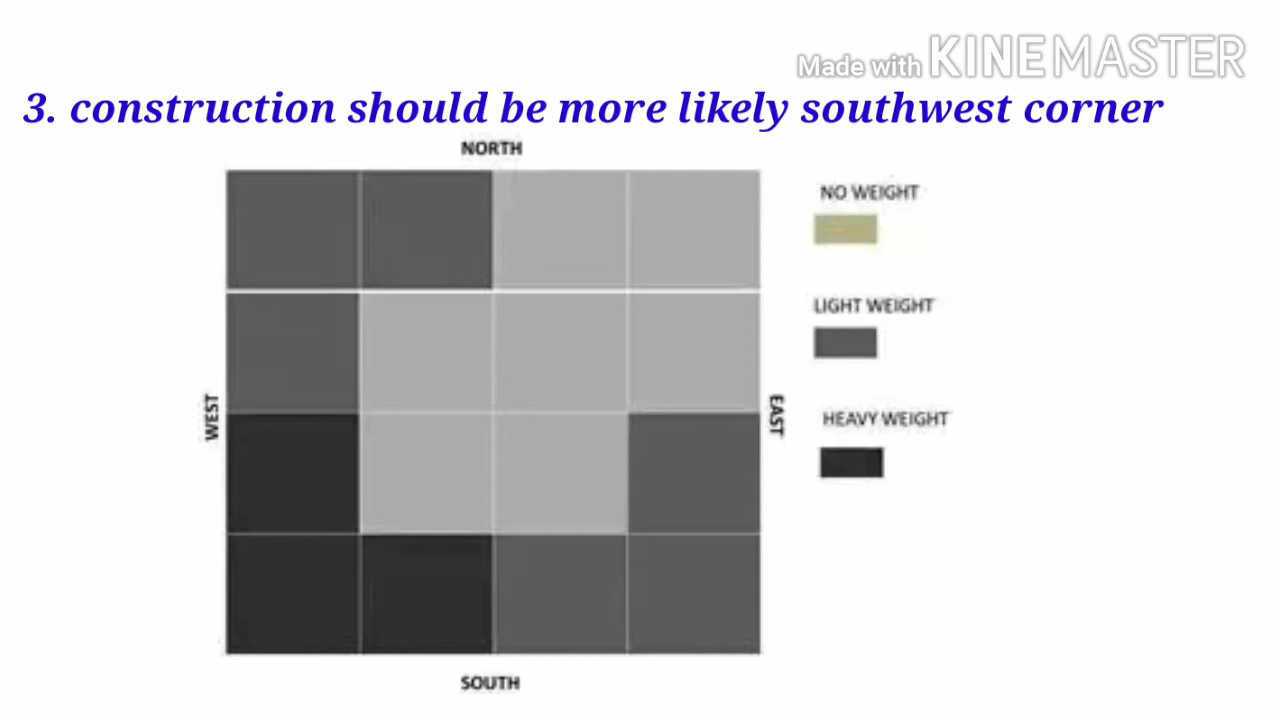 Made with KINEMASTER
3. construction should be more likely southwest corner
NORTH
NO WEIGHT
LIGHT WEIGHT
WEST
EAST
HEAVY WEIGHT
SOUTH